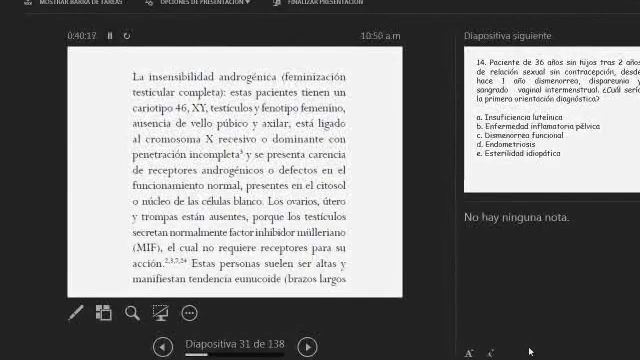 MOSTRAR BARRA DE TAREAS
OPCIONES DE PRESENTACIÓN
FINALIZAR PRESENTACIÓN
0:40:17
10:50 a.m
La insensibilidad androgénica (feminización
testicular completa): estas pacientes tienen un
cariotipo 46, XY, testículos y fenotipo femenino,
ausencia de vello púbico y axilar, está ligado
al cromosoma X recesivo o dominante con
penetración incompleta³ y se presenta carencia
de receptores androgénicos o defectos en el
funcionamiento normal, presentes en el citosol
o núcleo de las células blanco. Los ovarios, útero
y trompas están ausentes, porque los testículos
secretan normalmente factor inhibidor mülleriano
(MIF), el cual no requiere receptores para su
acción.2,3,7,24 Estas personas suelen ser altas y
manifiestan tendencia eunucoide (brazos largos
Diapositiva 31 de 138
Diapositiva siguiente
14. Paciente de 36 años sin hijos tras 2 años
de relación sexual sin contracepción, desde
hace 1 año dismenorrea, dispareunia y
sangrado vaginal intermenstrual. ¿Cuál sería
la primera orientación diagnóstica?
a. Insuficiencia luteínica
b. Enfermedad inflamatoria pélvica
c. Dismenorrea funcional
d. Endometriosis
e. Esterilidad idiopática
No hay ninguna nota.
A A